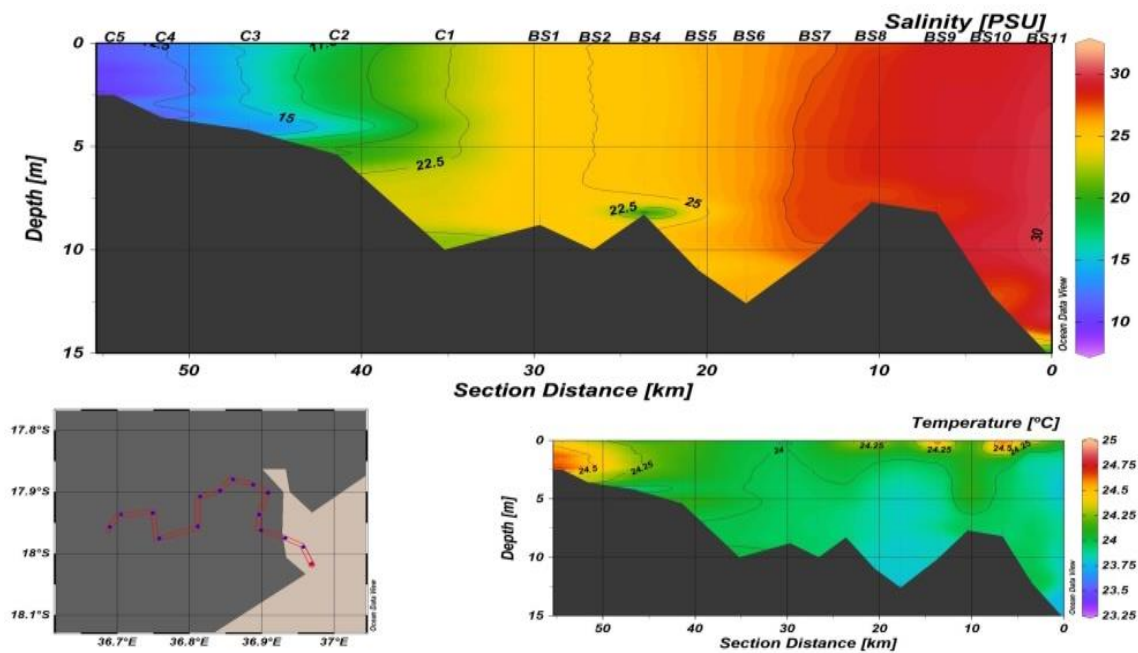 Salinity [PSU]
C5 C4 C3 C2 C1 BS1 BS2 BS4 BS5 BS6 BS7 BS8 BS9 BS10 BS11
0
5
10
15
Depth [m]
15
22.5
22.5
25
30
50 40 30 20 10 0
Section Distance [km]
30
25
20
15
10
Ocean Data View
17.8°S
17.9°S
18°S
18.1°S
36.7°E 36.8°E 36.9°E 37°E
Ocean Data View
Temperature [ºC]
0
5
10
15
Depth [m]
24.5
24.25
24
24.25
24.25
24.5
24.25
50 40 30 20 10 0
Section Distance [km]
25
24.75
24.5
24.25
24
23.75
23.5
23.25
Ocean Data View